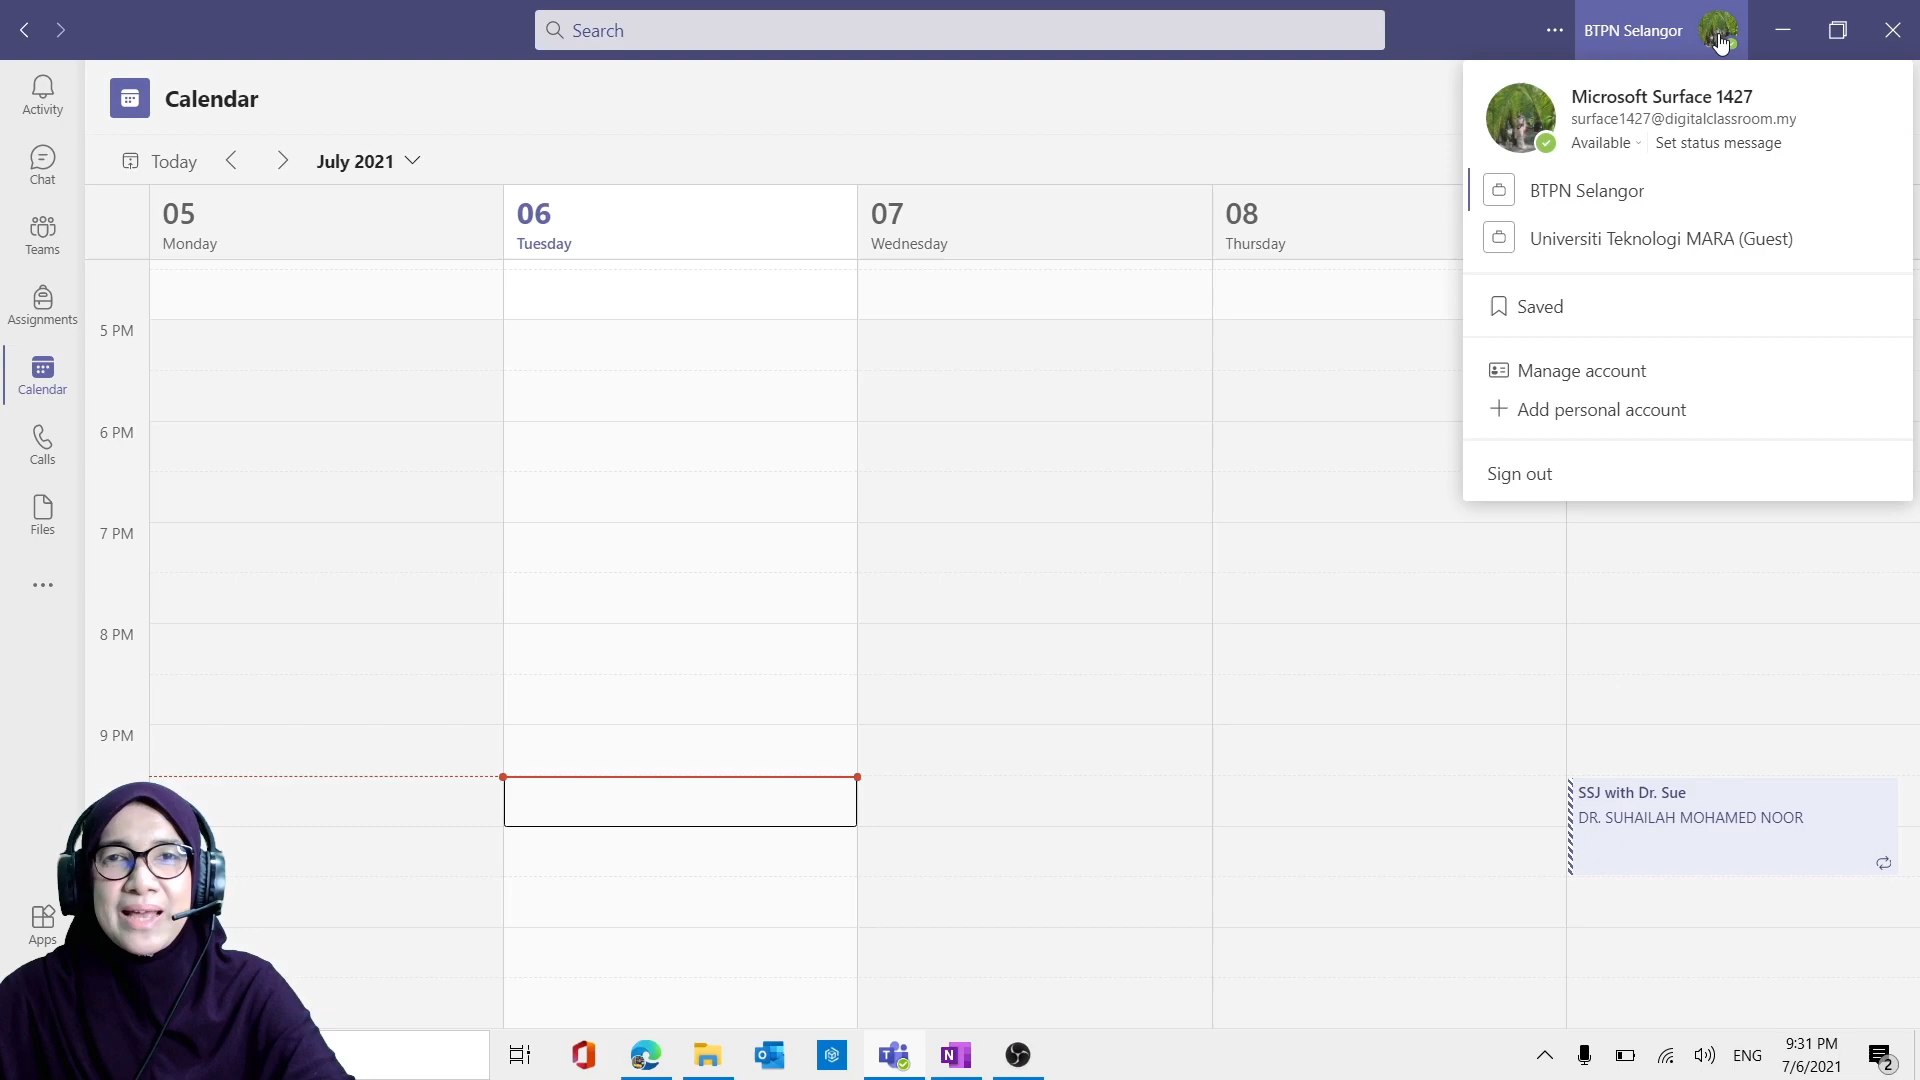 Search
BTPN Selangor
Activity
Chat
Teams
Assignments
Calendar
Calls
Files
Apps
Calendar
Today
July 2021
05
Monday
06
Tuesday
07
Wednesday
08
Thursday
5 PM
6 PM
7 PM
8 PM
9 PM
SSJ with Dr. Sue
DR. SUHAILAH MOHAMED NOOR
Microsoft Surface 1427
surface1427@digitalclassroom.my
Available
Set status message
BTPN Selangor
Universiti Teknologi MARA (Guest)
Saved
Manage account
Add personal account
Sign out
ENG
9:31 PM
7/6/2021
2